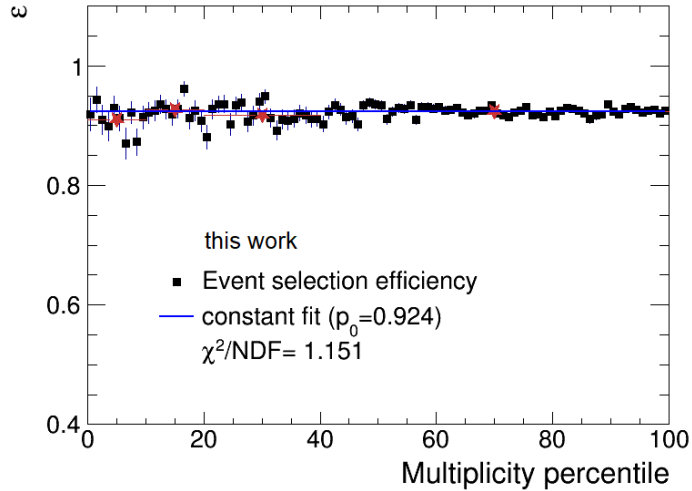 ε
1
0.8
0.6
0.4
this work
Event selection efficiency
constant fit (p₀=0.924)
χ²/NDF= 1.151
0 20 40 60 80 100
Multiplicity percentile